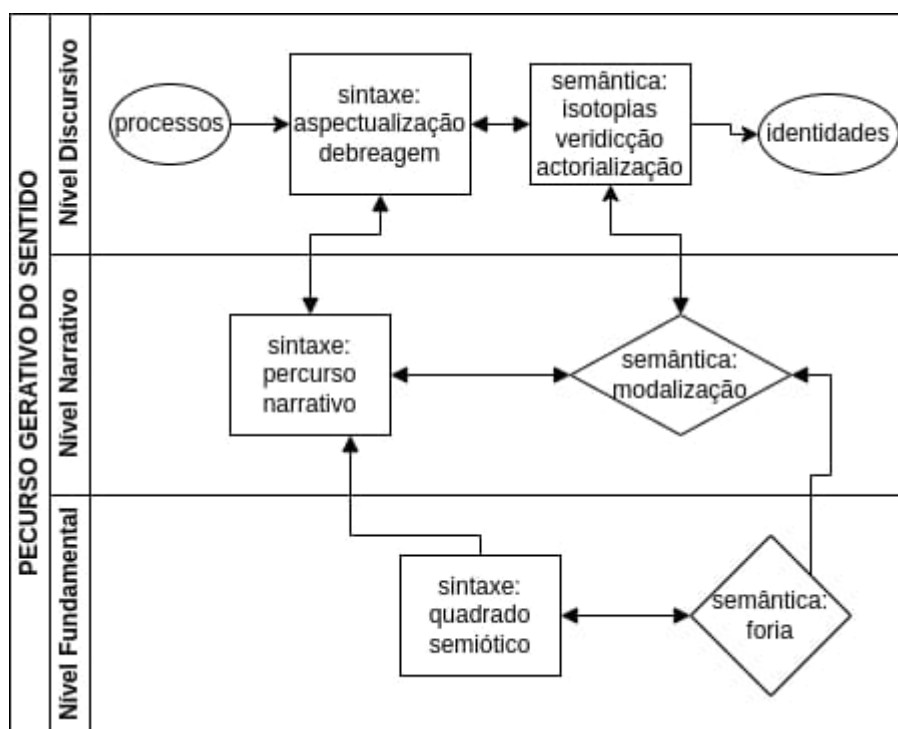 PECURSO GERATIVO DO SENTIDO
Nível Discursivo
processos
sintaxe:
aspectualização
debreagem
semântica:
isotopias
veridicção
actorialização
identidades
Nível Narrativo
sintaxe:
percurso
narrativo
semântica:
modalização
Nível Fundamental
sintaxe:
quadrado
semiótico
semântica:
foria